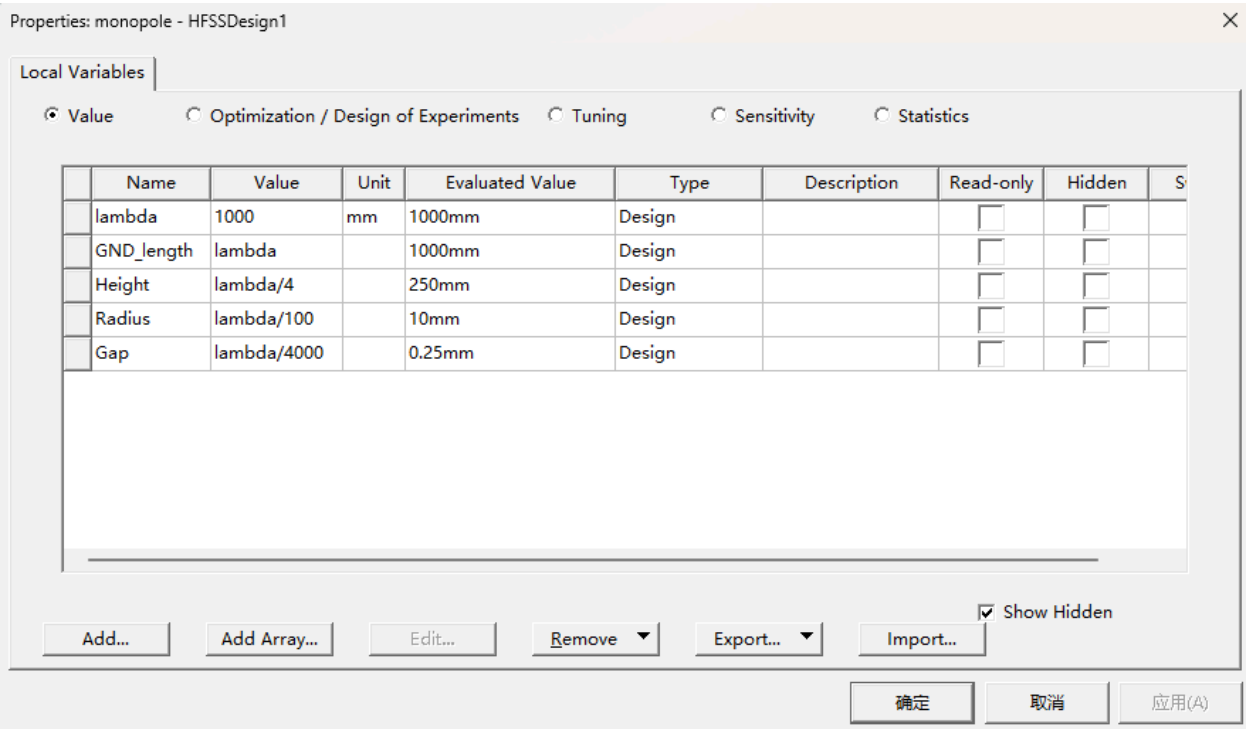 Properties: monopole - HFSSDesign1
Local Variables
Value Optimization / Design of Experiments Tuning Sensitivity Statistics
Name Value Unit Evaluated Value Type Description Read-only Hidden
lambda 1000 mm 1000mm Design
GND_length lambda 1000mm Design
Height lambda/4 250mm Design
Radius lambda/100 10mm Design
Gap lambda/4000 0.25mm Design
Show Hidden
Add... Add Array... Edit... Remove Export... Import...
确定 取消 应用(A)